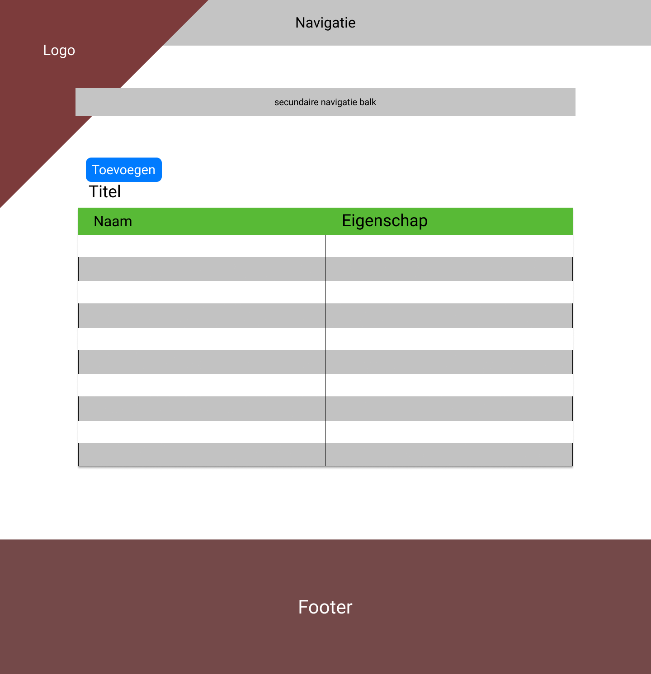 Navigatie
Logo
secundaire navigatie balk
Toevoegen
Titel
Naam Eigenschap
Footer